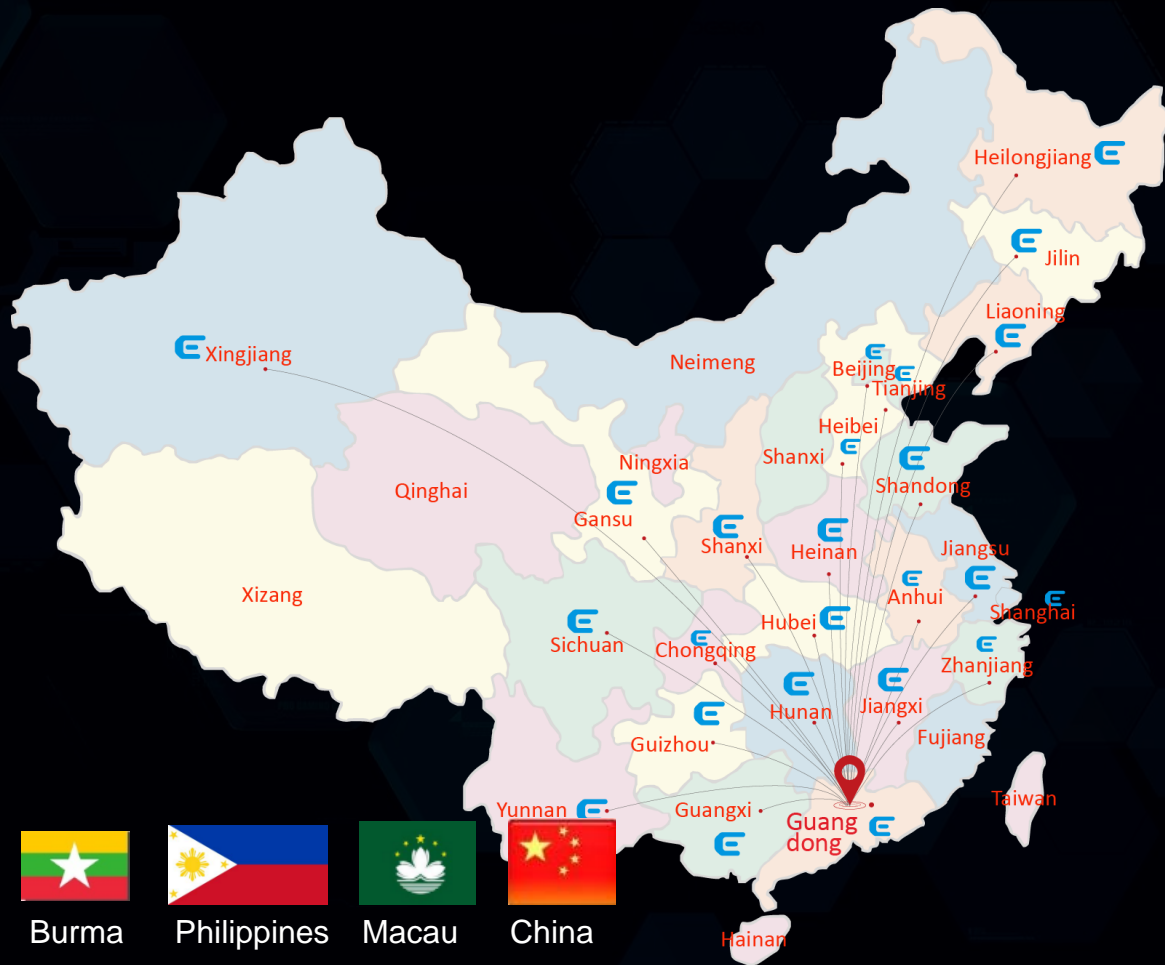 Heilongjiang
Jilin
Liaoning
Xingjiang
Neimeng
Beijing
Tianjing
Heibei
Shanxi
Ningxia
Qinghai
Shandong
Gansu
Shanxi
Heinan
Jiangsu
Xizang
Anhui
Shanghai
Hubei
Sichuan
Chongqing
Zhanjiang
Hunan
Jiangxi
Guizhou
Fujiang
Yunnan
Guangxi
Taiwan
Guang
dong
Burma
Philippines
Macau
China
Hainan